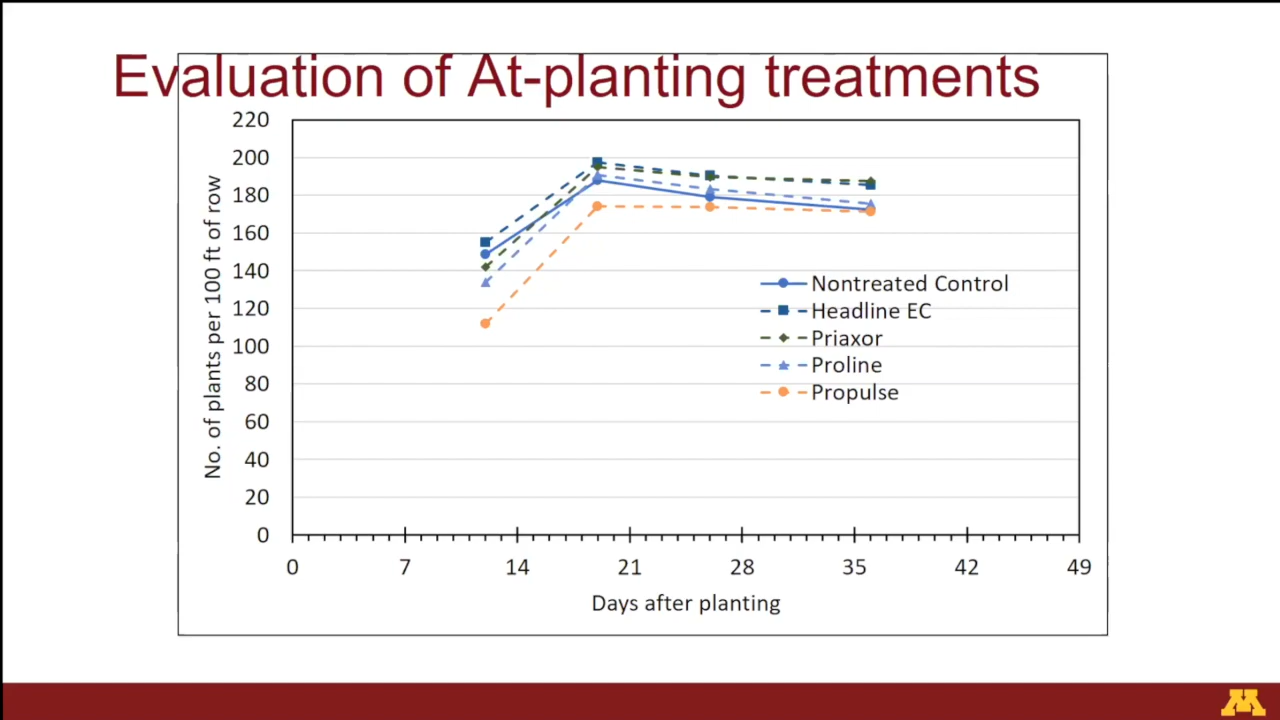 Evaluation of At-planting treatments
220
200
180
160
140
120
100
80
60
40
20
0
No. of plants per 100 ft of row
Nontreated Control
Headline EC
Priaxor
Proline
Propulse
0 7 14 21 28 35 42 49
Days after planting
M